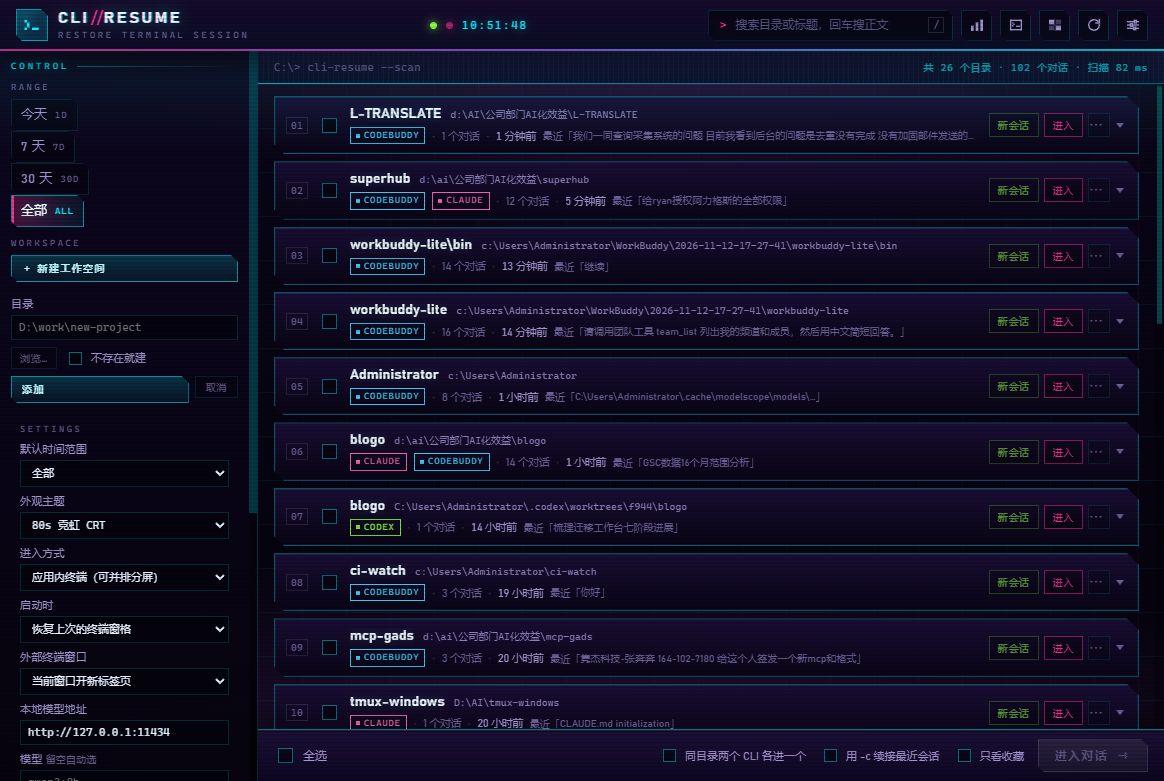 CLI//RESUME
RESTORE TERMINAL SESSION
10:51:48
> 搜索目录或标题，回车搜正文 /
CONTROL
RANGE
今天 1D
7 天 7D
30 天 30D
全部 ALL
WORKSPACE
+ 新建工作空间
目录
D:\work\new-project
浏览…
不存在就建
添加
取消
SETTINGS
默认时间范围
全部
外观主题
80s 霓虹 CRT
进入方式
应用内终端（可并排分屏）
启动时
恢复上次的终端窗格
外部终端窗口
当前窗口开新标签页
本地模型地址
http://127.0.0.1:11434
模型 留空自动选
C:\> cli-resume --scan
共 26 个目录 · 102 个对话 · 扫描 82 ms
01 L-TRANSLATE d:\AI\公司部门AI化效益\L-TRANSLATE
CODEBUDDY · 1 个对话 · 1 分钟前 最近「我们一同查询采集系统的问题 目前我看到后台的问题是去重没有完成 没有加固邮件发送的…
新会话 进入 ···
02 superhub d:\ai\公司部门AI化效益\superhub
CODEBUDDY CLAUDE · 12 个对话 · 5 分钟前 最近「给ryan授权阿力格斯的全部权限」
新会话 进入 ···
03 workbuddy-lite\bin c:\Users\Administrator\WorkBuddy\2026-11-12-17-27-41\workbuddy-lite\bin
CODEBUDDY · 14 个对话 · 13 分钟前 最近「继续」
新会话 进入 ···
04 workbuddy-lite c:\Users\Administrator\WorkBuddy\2026-11-12-17-27-41\workbuddy-lite
CODEBUDDY · 16 个对话 · 14 分钟前 最近「请调用团队工具 team_list 列出我的频道和成员，然后用中文简短回答。」
新会话 进入 ···
05 Administrator c:\Users\Administrator
CODEBUDDY · 8 个对话 · 1 小时前 最近「C:\Users\Administrator\.cache\modelscope\models\…」
新会话 进入 ···
06 blogo d:\ai\公司部门AI化效益\blogo
CLAUDE CODEBUDDY · 14 个对话 · 1 小时前 最近「GSC数据16个月范围分析」
新会话 进入 ···
07 blogo C:\Users\Administrator\.codex\worktrees\f944\blogo
CODEX · 1 个对话 · 14 小时前 最近「梳理迁移工作台七阶段进展」
新会话 进入 ···
08 ci-watch c:\Users\Administrator\ci-watch
CODEBUDDY · 3 个对话 · 19 小时前 最近「你好」
新会话 进入 ···
09 mcp-gads d:\ai\公司部门AI化效益\mcp-gads
CODEBUDDY · 3 个对话 · 20 小时前 最近「隽杰科技-张奔奔 164-102-7180 给这个人签发一个新mcp和格式」
新会话 进入 ···
10 tmux-windows D:\AI\tmux-windows
CLAUDE · 1 个对话 · 20 小时前 最近「CLAUDE.md initialization」
新会话 进入 ···
全选
同目录两个 CLI 各进一个
用 -c 续接最近会话
只看收藏
进入对话 →